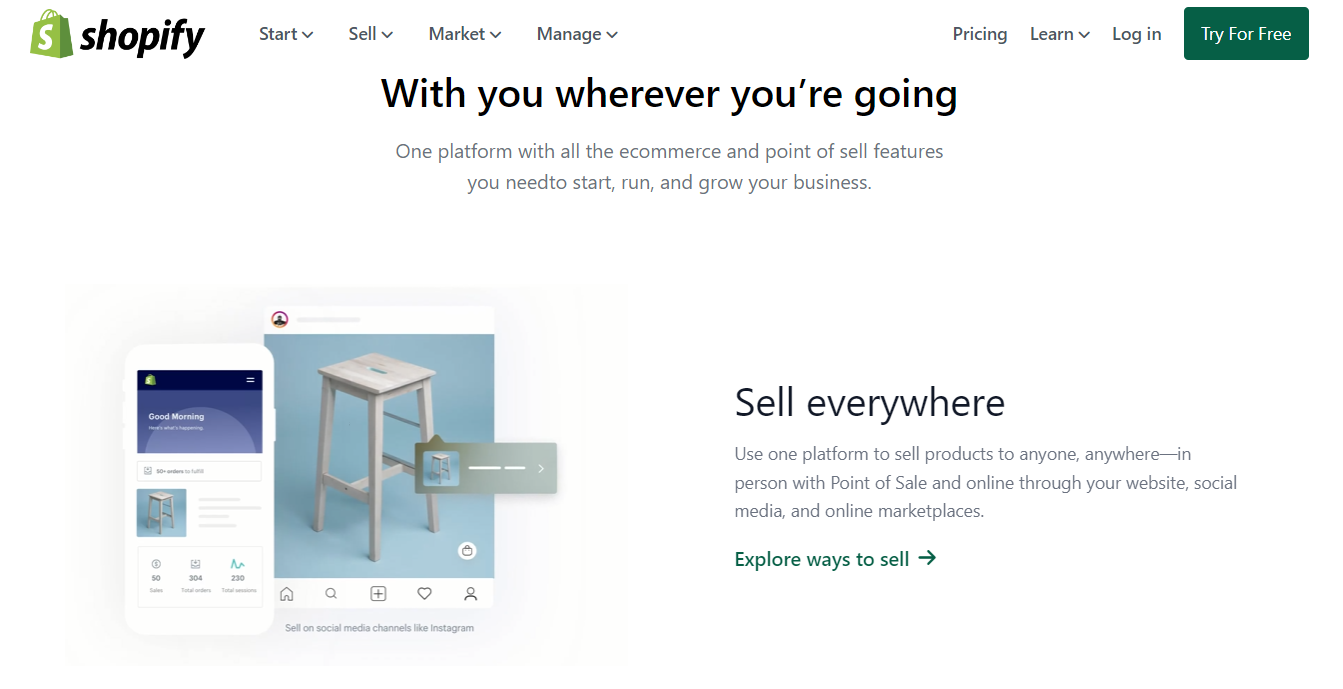 shopify Start Sell Market Manage Pricing Learn Log in Try For Free
With you wherever you’re going
One platform with all the ecommerce and point of sell features
you needto start, run, and grow your business.
Good Morning
Here's what's happening.
50+ orders to fulfill
50 304 230
Sales Total orders Total sessions
Sell on social media channels like Instagram
Sell everywhere
Use one platform to sell products to anyone, anywhere—in
person with Point of Sale and online through your website, social
media, and online marketplaces.
Explore ways to sell →